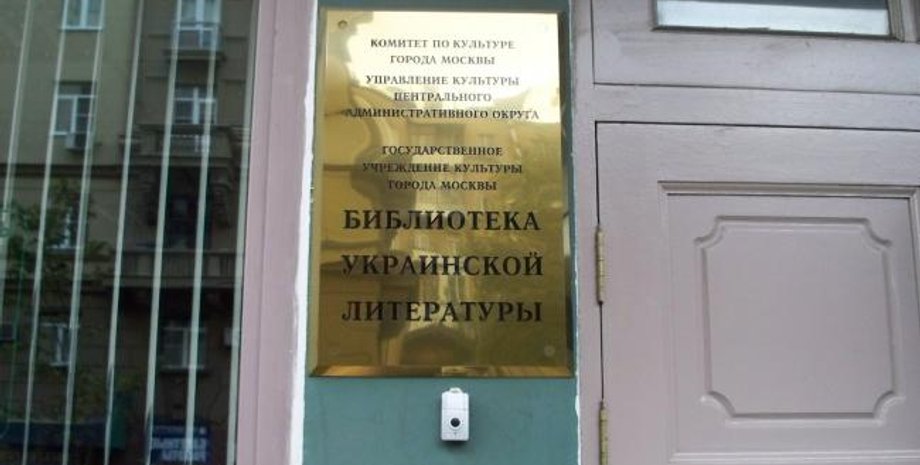 КОМИТЕТ ПО КУЛЬТУРЕ
ГОРОДА МОСКВЫ
УПРАВЛЕНИЕ КУЛЬТУРЫ
ЦЕНТРАЛЬНОГО
АДМИНИСТРАТИВНОГО ОКРУГА
ГОСУДАРСТВЕННОЕ
УЧРЕЖДЕНИЕ КУЛЬТУРЫ
ГОРОДА МОСКВЫ
БИБЛИОТЕКА
УКРАИНСКОЙ
ЛИТЕРАТУРЫ